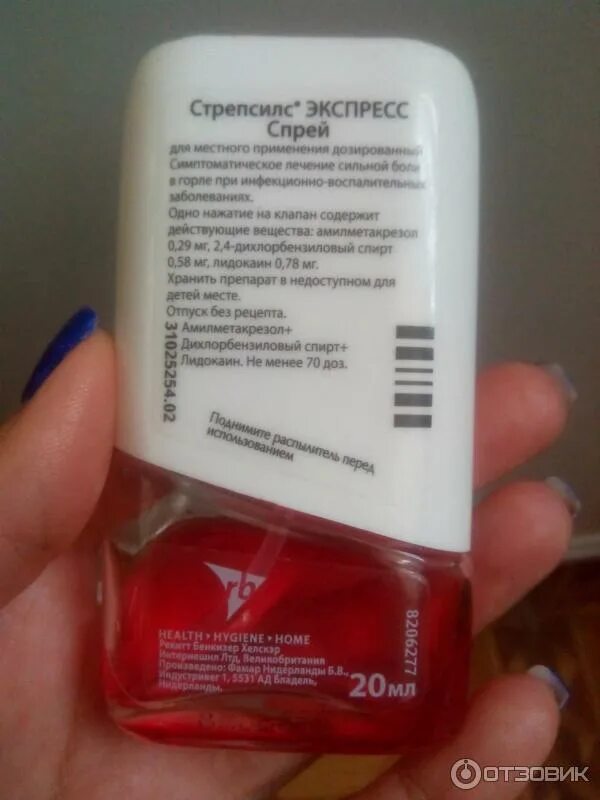 Стрепсилс® ЭКСПРЕСС
Спрей
для местного применения дозированный
Симптоматическое лечение сильной боли
в горле при инфекционно-воспалительных
заболеваниях.
Одно нажатие на клапан содержит
действующие вещества: амилметакрезол
0,29 мг, 2,4-дихлорбензиловый спирт
0,58 мг, лидокаин 0,78 мг.
Хранить препарат в недоступном для
детей месте.
Отпуск без рецепта.
Амилметакрезол+
Дихлорбензиловый спирт+
Лидокаин. Не менее 70 доз.
31025254.02
Поднимите распылитель перед
использованием
rb
HEALTH • HYGIENE • HOME
Рекитт Бенкизер Хелскэр
Интернешнл Лтд, Великобритания
Произведено: Фамар Нидерланды Б.В.,
Индустривег 1, 5531 АД Владель,
Нидерланды.
20 мл
8206277
ОТЗОВИК